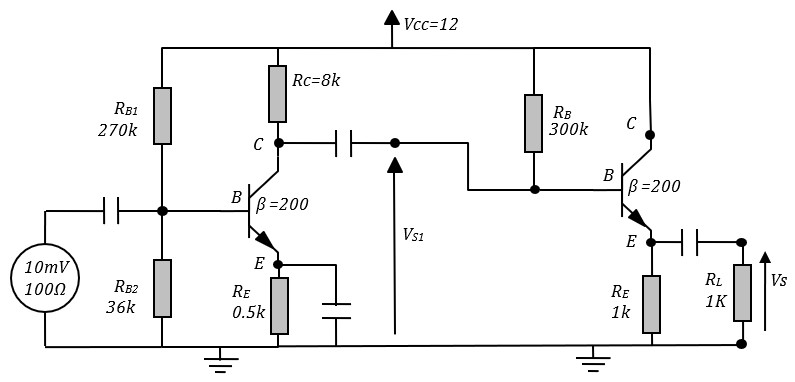 Vcc=12
RB1
270k
Rc=8k
RB
300k
C
C
B
β=200
B
β=200
VS1
10mV
100Ω
RB2
36k
E
RE
0.5k
E
RE
1k
RL
1K
Vs